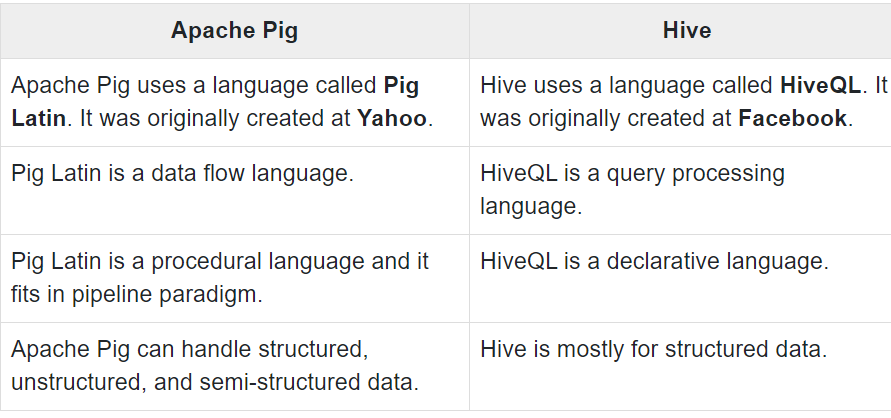 Apache Pig
Hive
Apache Pig uses a language called Pig
Latin. It was originally created at Yahoo.
Hive uses a language called HiveQL. It
was originally created at Facebook.
Pig Latin is a data flow language.
HiveQL is a query processing
language.
Pig Latin is a procedural language and it
fits in pipeline paradigm.
HiveQL is a declarative language.
Apache Pig can handle structured,
unstructured, and semi-structured data.
Hive is mostly for structured data.